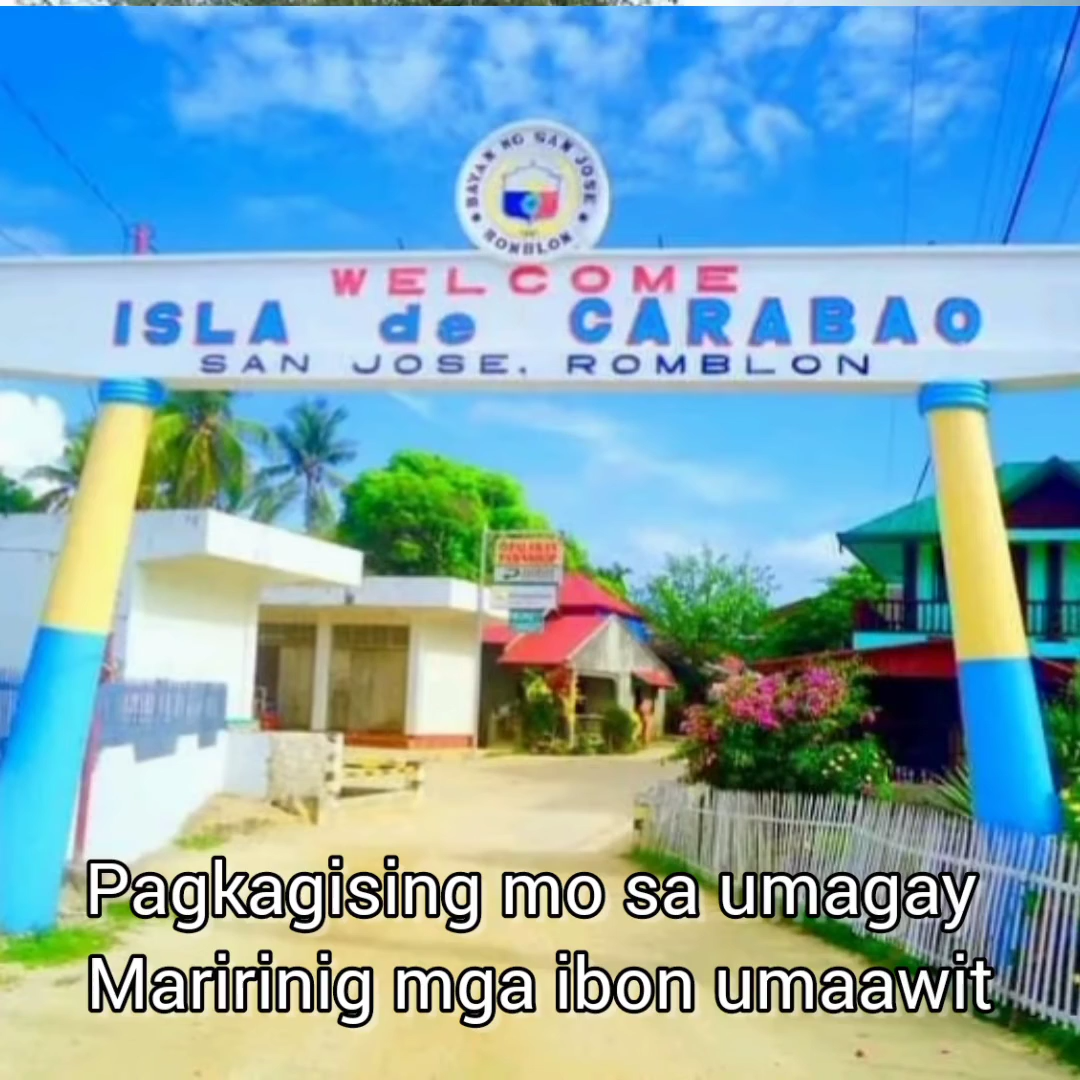 BAYAN NG SAN JOSE
ROMBLON
WELCOME
ISLA de CARABAO
SAN JOSE, ROMBLON
PAWNSHOP
Pagkagising mo sa umagay
Maririnig mga ibon umaawit